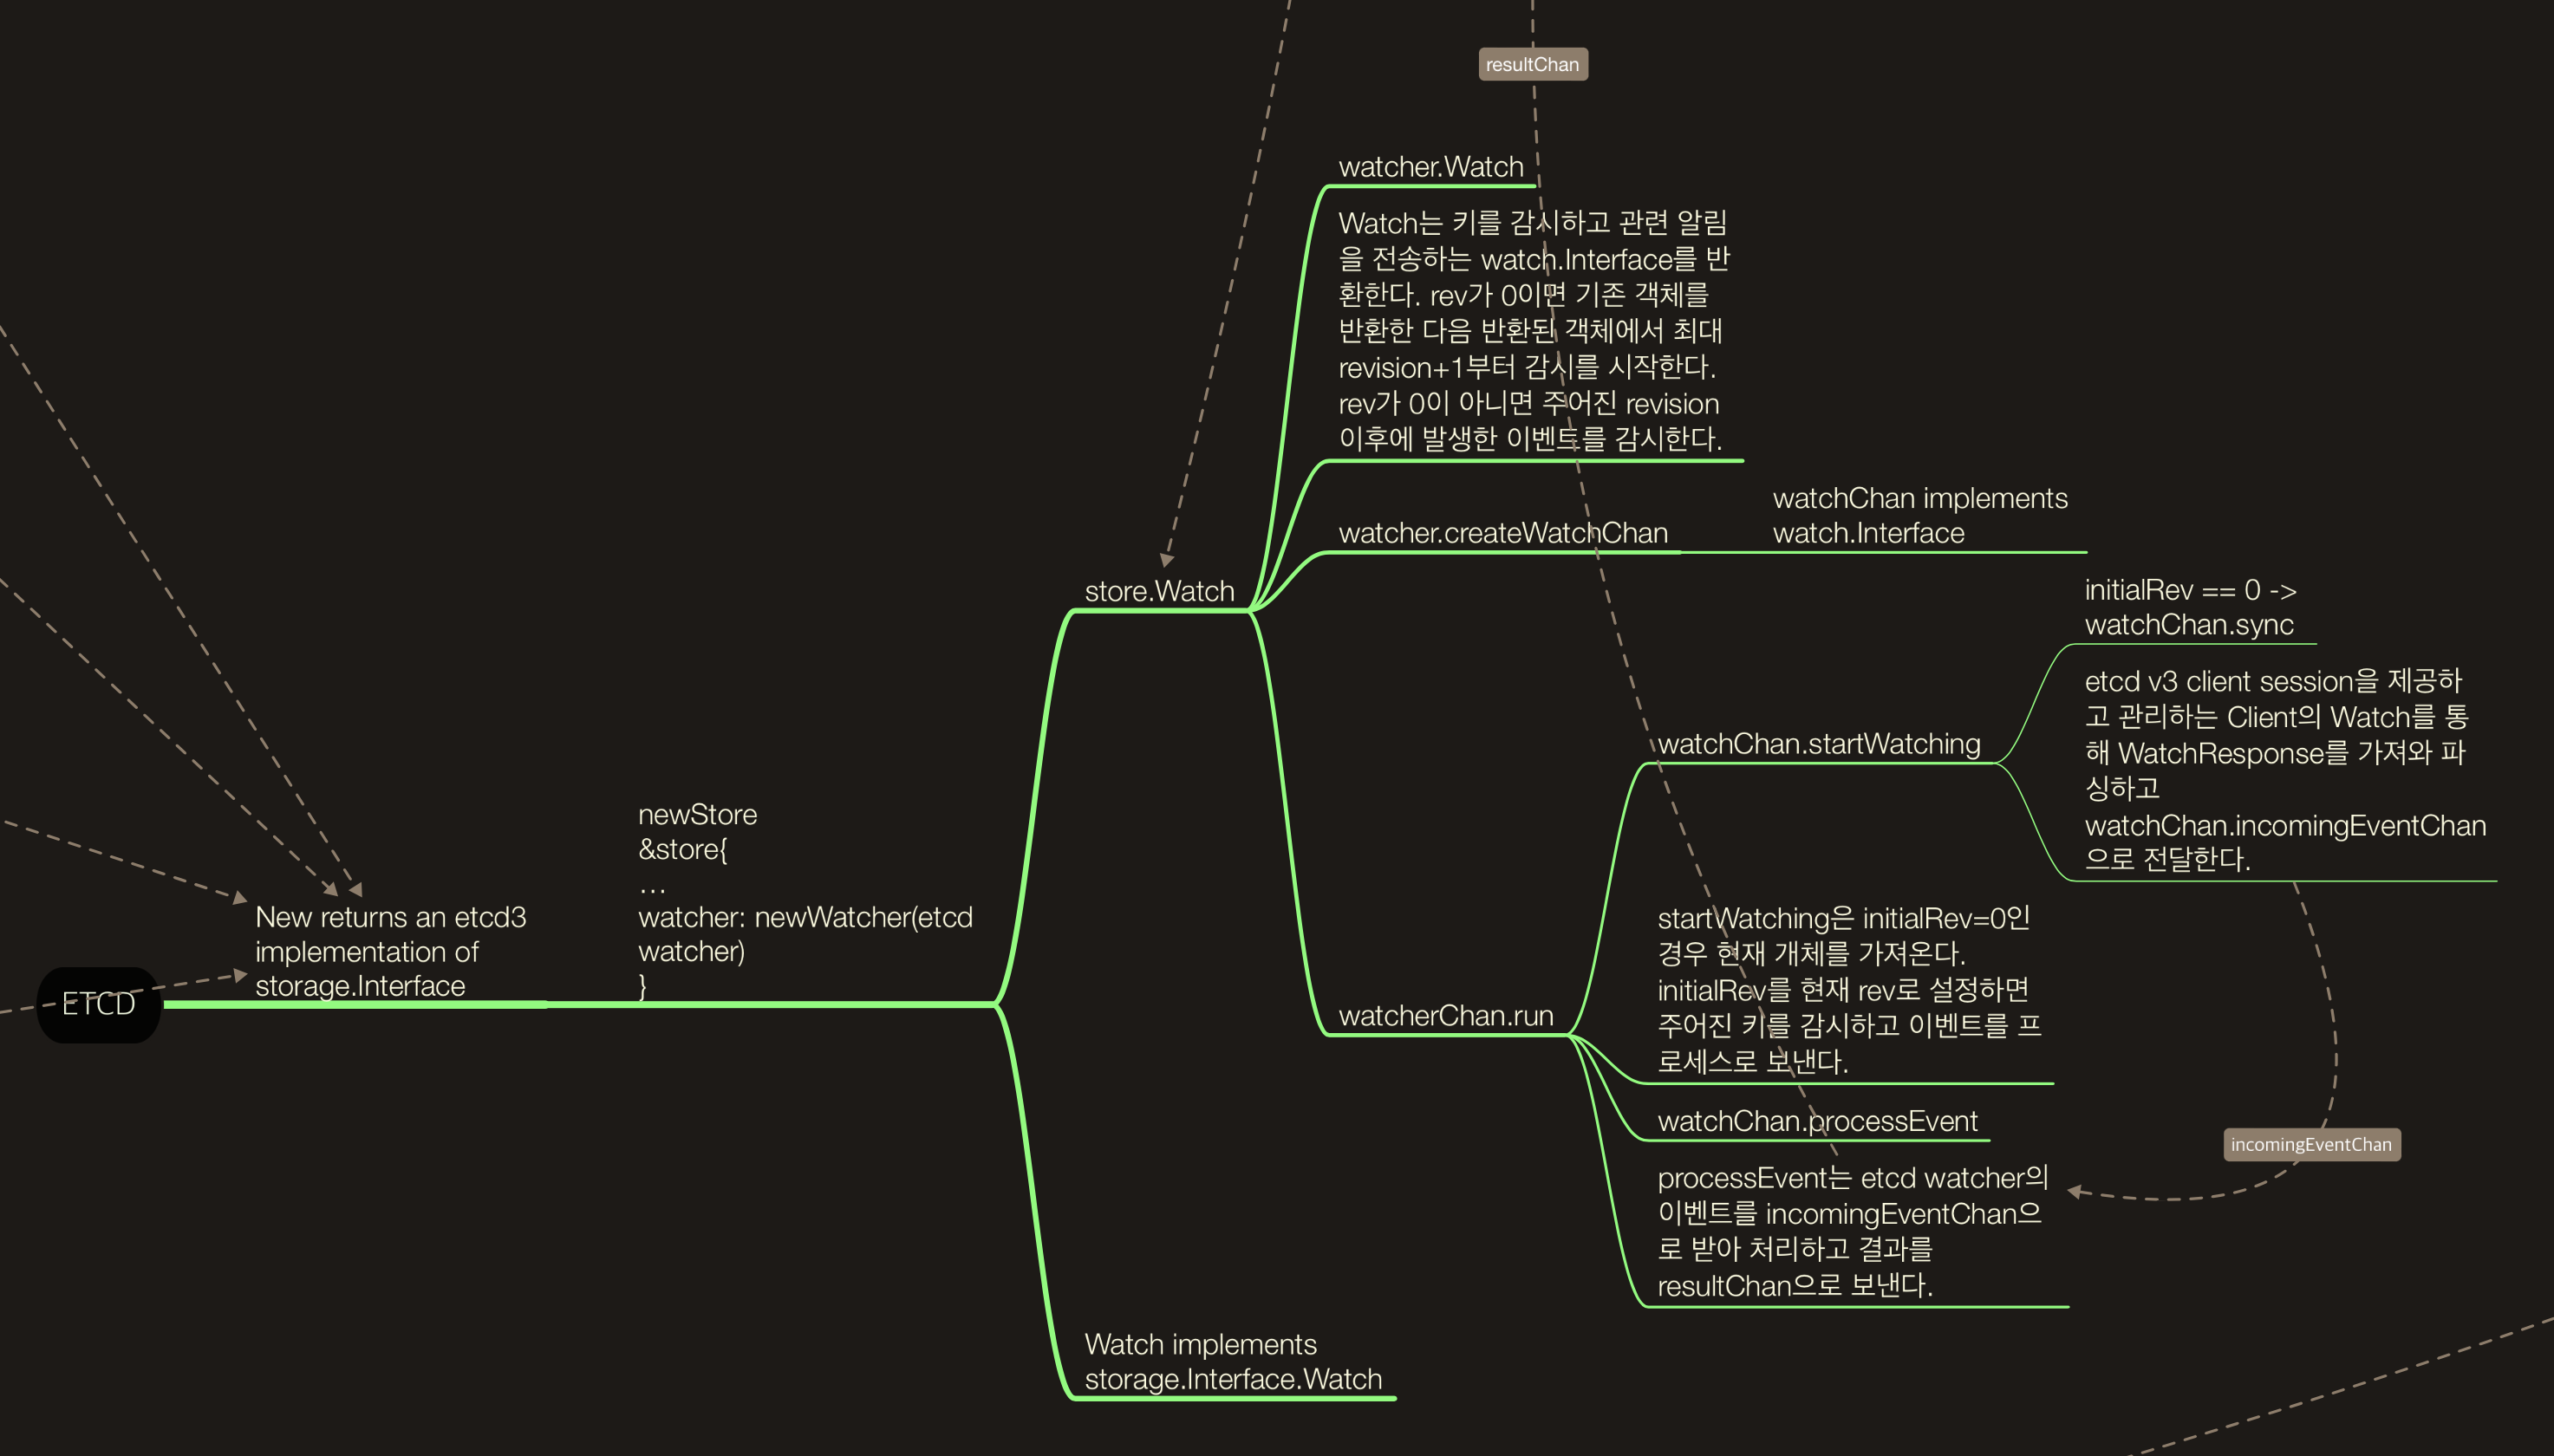 resultChan
watcher.Watch
Watch는 키를 감시하고 관련 알림
을 전송하는 watch.Interface를 반
환한다. rev가 0이면 기존 객체를
반환한 다음 반환된 객체에서 최대
revision+1부터 감시를 시작한다.
rev가 0이 아니면 주어진 revision
이후에 발생한 이벤트를 감시한다.
watcher.createWatchChan
watchChan implements
watch.Interface
store.Watch
initialRev == 0 ->
watchChan.sync
etcd v3 client session을 제공하
고 관리하는 Client의 Watch를 통
해 WatchResponse를 가져와 파
싱하고
watchChan.incomingEventChan
으로 전달한다.
watchChan.startWatching
newStore
&store{
...
watcher: newWatcher(etcd
watcher)
}
New returns an etcd3
implementation of
storage.Interface
ETCD
startWatching은 initialRev=0인
경우 현재 개체를 가져온다.
initialRev를 현재 rev로 설정하면
주어진 키를 감시하고 이벤트를 프
로세스로 보낸다.
watcherChan.run
watchChan.processEvent
incomingEventChan
processEvent는 etcd watcher의
이벤트를 incomingEventChan으
로 받아 처리하고 결과를
resultChan으로 보낸다.
Watch implements
storage.Interface.Watch